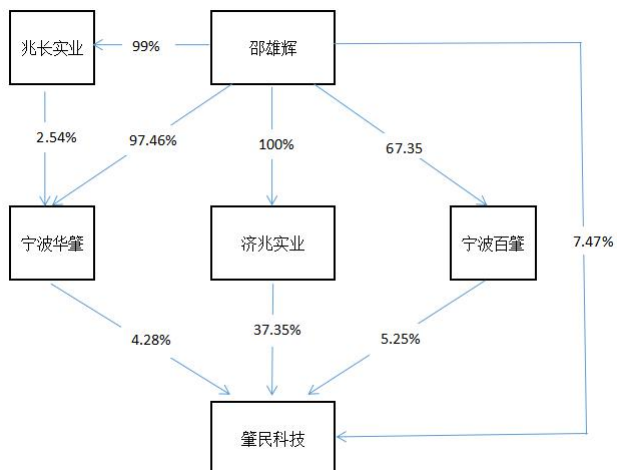 兆长实业
99%
邵雄辉
2.54%
97.46%
100%
67.35
宁波华肇
济兆实业
宁波百肇
7.47%
4.28%
37.35%
5.25%
肇民科技